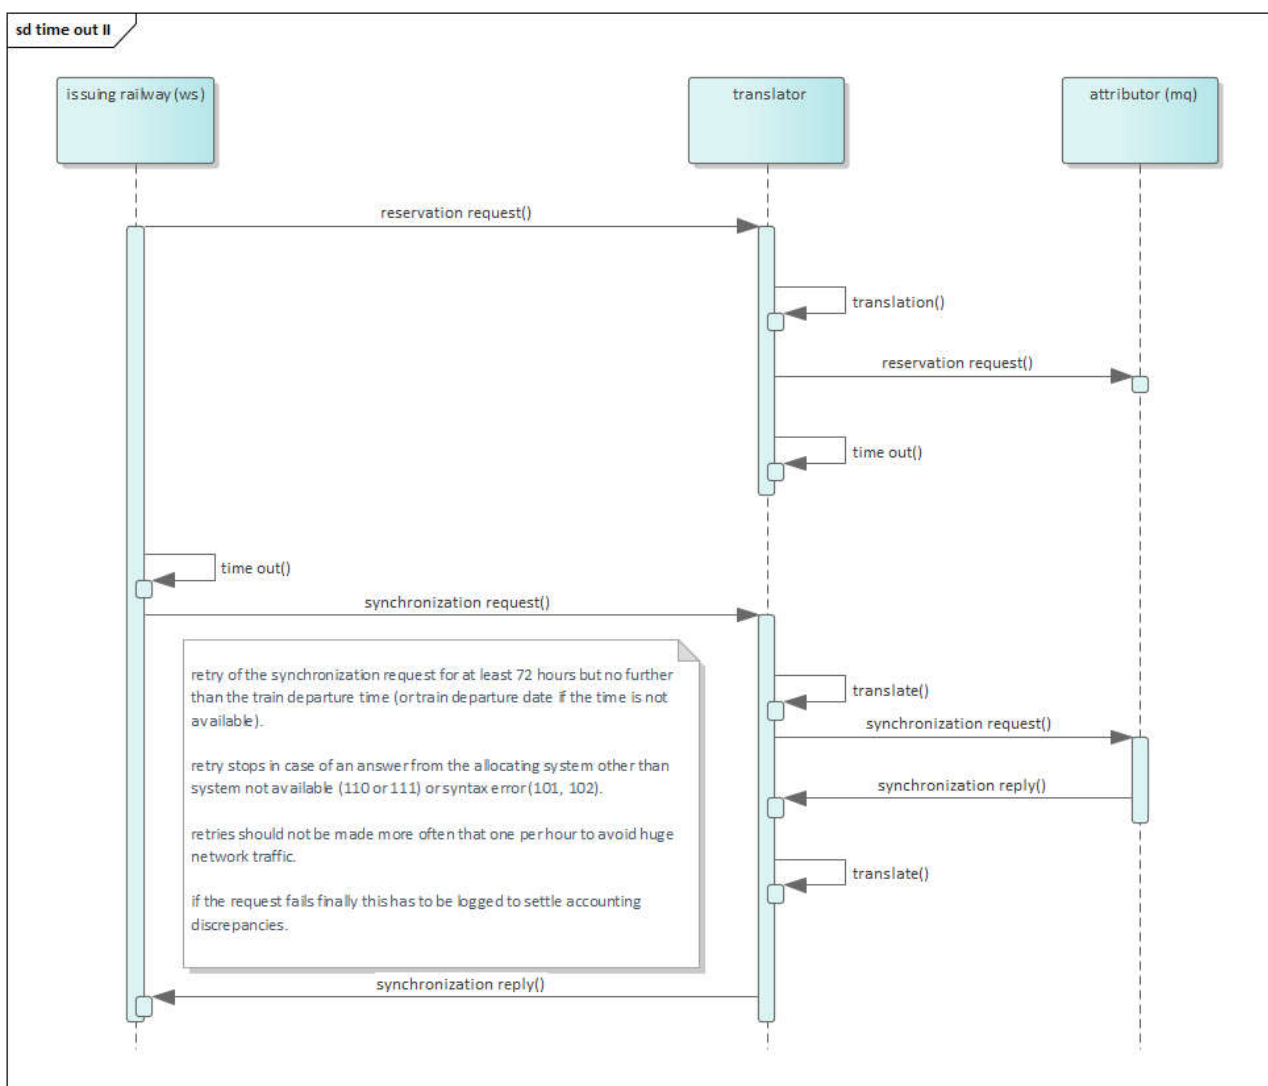 sd time out II
issuing railway (ws)
translator
attributor (mq)
reservation request()
translation()
reservation request()
time out()
time out()
synchronization request()
retry of the synchronization request for at least 72 hours but no further
than the train departure time (or train departure date if the time is not
available).
retry stops in case of an answer from the allocating system other than
system not available (110 or 111) or syntax error (101, 102).
retries should not be made more often that one per hour to avoid huge
network traffic.
if the request fails finally this has to be logged to settle accounting
discrepancies.
translate()
synchronization request()
synchronization reply()
translate()
synchronization reply()